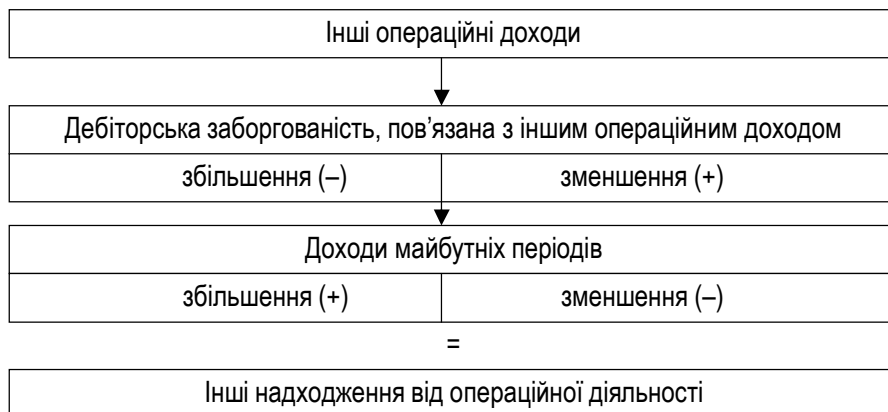 Інші операційні доходи
Дебіторська заборгованість, пов’язана з іншим операційним доходом
збільшення (–) зменшення (+)
Доходи майбутніх періодів
збільшення (+) зменшення (–)
=
Інші надходження від операційної діяльності